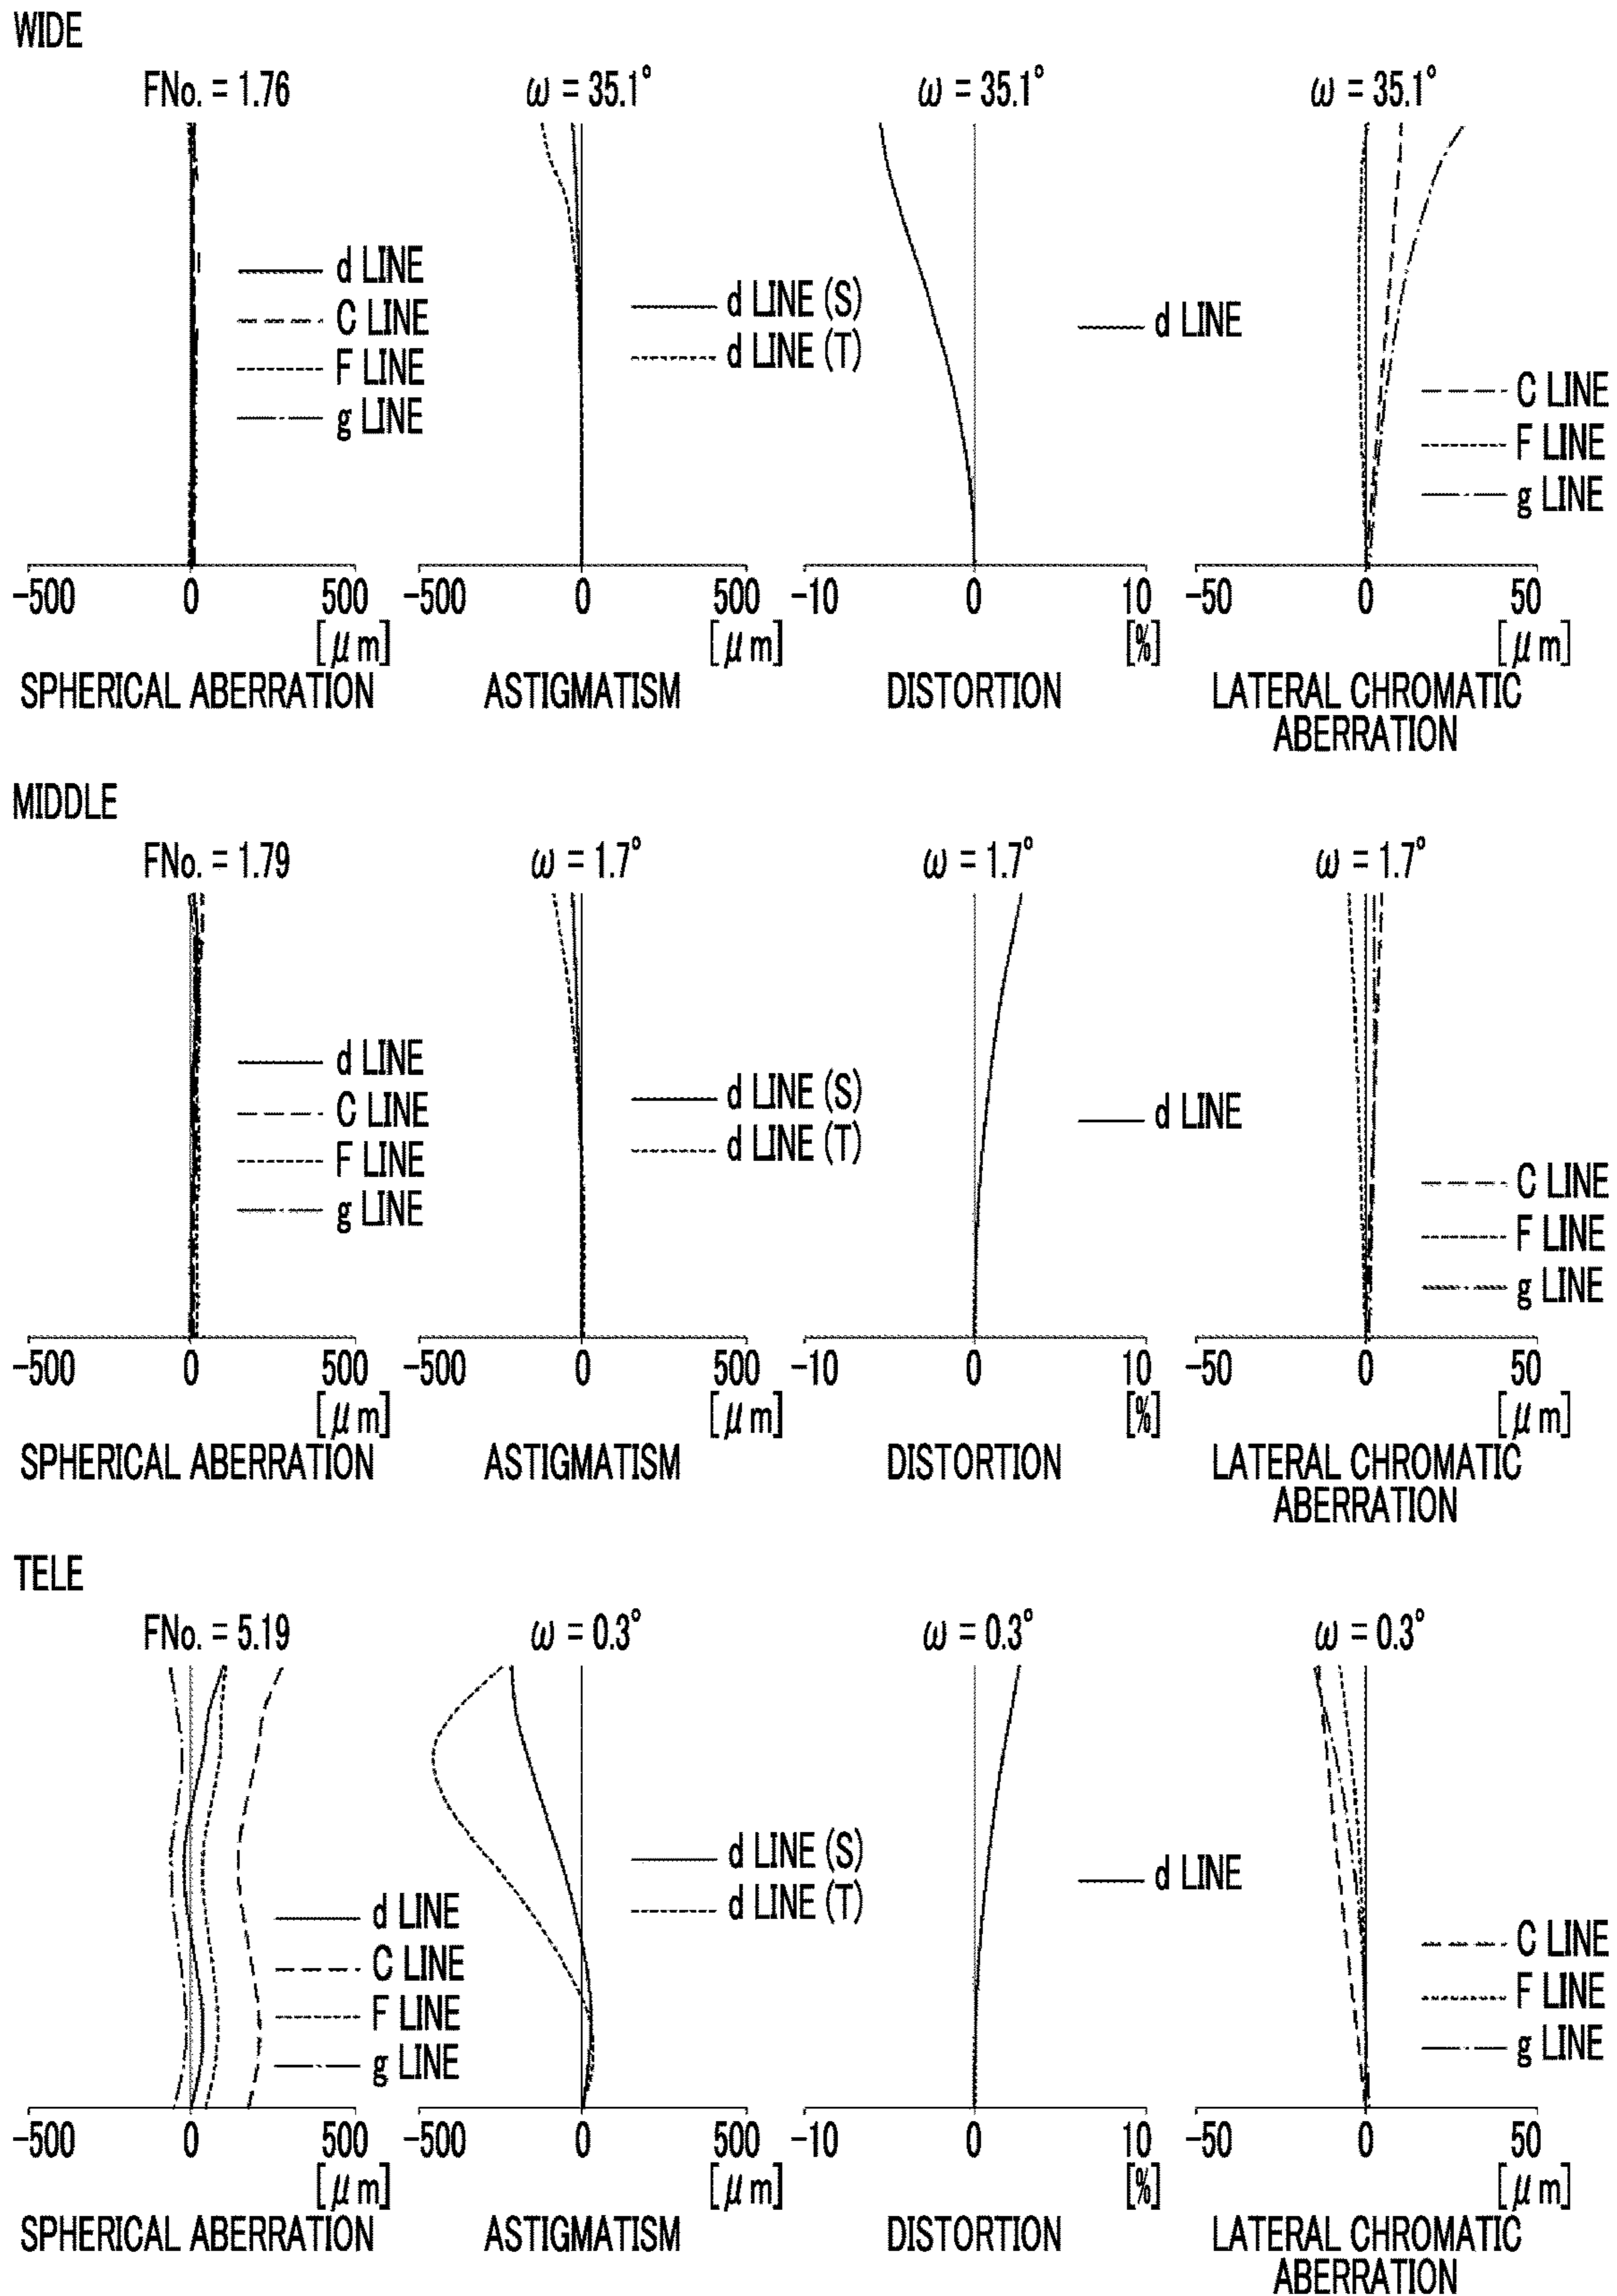 WIDE
FNo. = 1.76
ω = 35.1°
ω = 35.1°
ω = 35.1°
d LINE
C LINE
F LINE
g LINE
d LINE (S)
d LINE (T)
d LINE
C LINE
F LINE
g LINE
-500 0 500
[μm]
SPHERICAL ABERRATION
-500 0 500
[μm]
ASTIGMATISM
-10 0 10
[%]
DISTORTION
-50 0 50
[μm]
LATERAL CHROMATIC
ABERRATION
MIDDLE
FNo. = 1.79
ω = 1.7°
ω = 1.7°
ω = 1.7°
d LINE
C LINE
F LINE
g LINE
d LINE (S)
d LINE (T)
d LINE
C LINE
F LINE
g LINE
-500 0 500
[μm]
SPHERICAL ABERRATION
-500 0 500
[μm]
ASTIGMATISM
-10 0 10
[%]
DISTORTION
-50 0 50
[μm]
LATERAL CHROMATIC
ABERRATION
TELE
FNo. = 5.19
ω = 0.3°
ω = 0.3°
ω = 0.3°
d LINE
C LINE
F LINE
g LINE
d LINE (S)
d LINE (T)
d LINE
C LINE
F LINE
g LINE
-500 0 500
[μm]
SPHERICAL ABERRATION
-500 0 500
[μm]
ASTIGMATISM
-10 0 10
[%]
DISTORTION
-50 0 50
[μm]
LATERAL CHROMATIC
ABERRATION